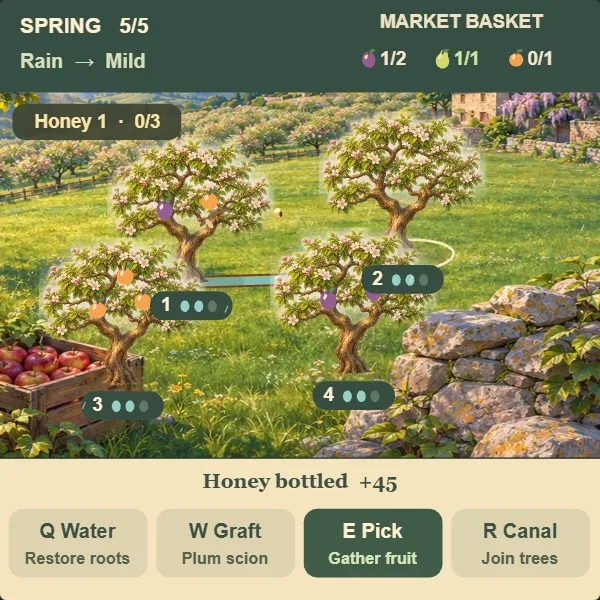 SPRING 5/5
MARKET BASKET
Rain → Mild
1/2 1/1 0/1
Honey 1 · 0/3
2
1
3
4
Honey bottled +45
Q Water
Restore roots
W Graft
Plum scion
E Pick
Gather fruit
R Canal
Join trees